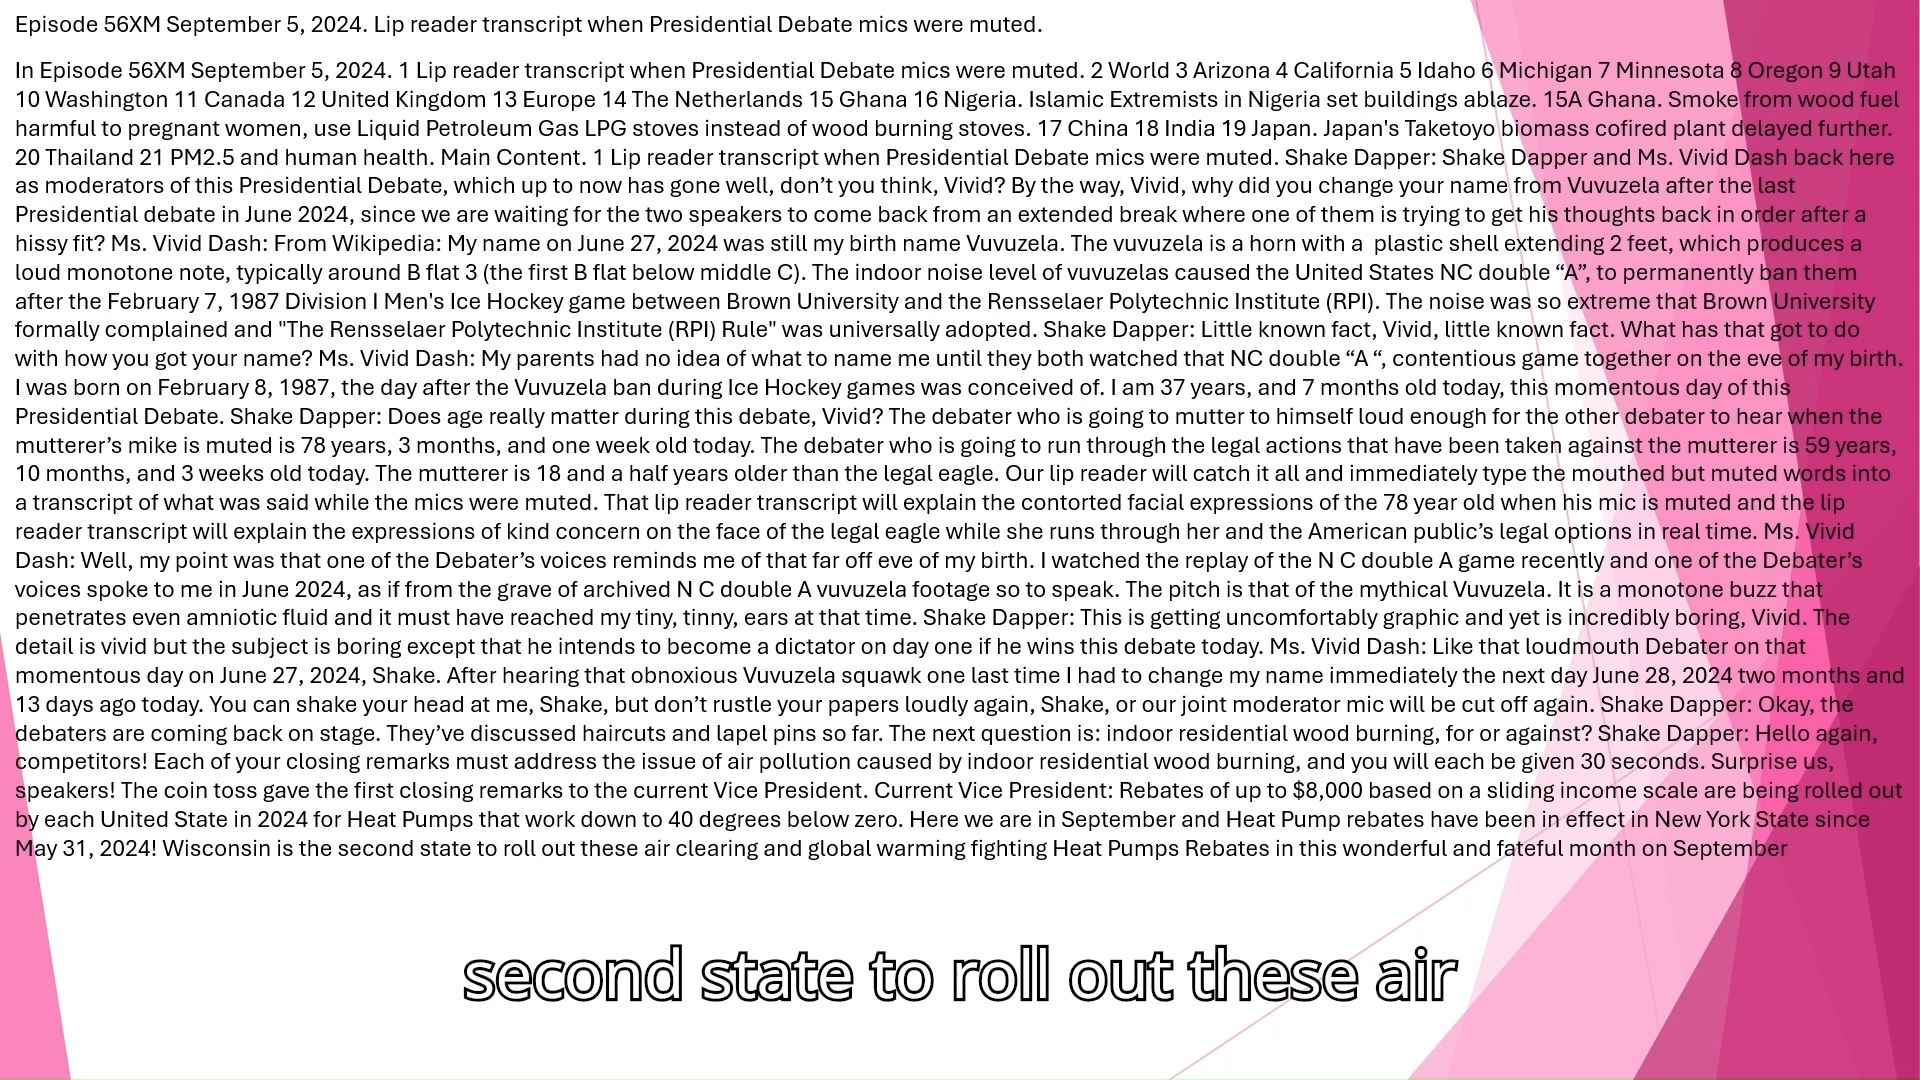 Episode 56XM September 5, 2024. Lip reader transcript when Presidential Debate mics were muted.
In Episode 56XM September 5, 2024. 1 Lip reader transcript when Presidential Debate mics were muted. 2 World 3 Arizona 4 California 5 Idaho 6 Michigan 7 Minnesota 8 Oregon 9 Utah
10 Washington 11 Canada 12 United Kingdom 13 Europe 14 The Netherlands 15 Ghana 16 Nigeria. Islamic Extremists in Nigeria set buildings ablaze. 15A Ghana. Smoke from wood fuel
harmful to pregnant women, use Liquid Petroleum Gas LPG stoves instead of wood burning stoves. 17 China 18 India 19 Japan. Japan's Taketoyo biomass cofired plant delayed further.
20 Thailand 21 PM2.5 and human health. Main Content. 1 Lip reader transcript when Presidential Debate mics were muted. Shake Dapper: Shake Dapper and Ms. Vivid Dash back here
as moderators of this Presidential Debate, which up to now has gone well, don’t you think, Vivid? By the way, Vivid, why did you change your name from Vuvuzela after the last
Presidential debate in June 2024, since we are waiting for the two speakers to come back from an extended break where one of them is trying to get his thoughts back in order after a
hissy fit? Ms. Vivid Dash: From Wikipedia: My name on June 27, 2024 was still my birth name Vuvuzela. The vuvuzela is a horn with a  plastic shell extending 2 feet, which produces a
loud monotone note, typically around B flat 3 (the first B flat below middle C). The indoor noise level of vuvuzelas caused the United States NC double “A”, to permanently ban them
after the February 7, 1987 Division I Men's Ice Hockey game between Brown University and the Rensselaer Polytechnic Institute (RPI). The noise was so extreme that Brown University
formally complained and "The Rensselaer Polytechnic Institute (RPI) Rule" was universally adopted. Shake Dapper: Little known fact, Vivid, little known fact. What has that got to do
with how you got your name? Ms. Vivid Dash: My parents had no idea of what to name me until they both watched that NC double “A “, contentious game together on the eve of my birth.
I was born on February 8, 1987, the day after the Vuvuzela ban during Ice Hockey games was conceived of. I am 37 years, and 7 months old today, this momentous day of this
Presidential Debate. Shake Dapper: Does age really matter during this debate, Vivid? The debater who is going to mutter to himself loud enough for the other debater to hear when the
mutterer’s mike is muted is 78 years, 3 months, and one week old today. The debater who is going to run through the legal actions that have been taken against the mutterer is 59 years,
10 months, and 3 weeks old today. The mutterer is 18 and a half years older than the legal eagle. Our lip reader will catch it all and immediately type the mouthed but muted words into
a transcript of what was said while the mics were muted. That lip reader transcript will explain the contorted facial expressions of the 78 year old when his mic is muted and the lip
reader transcript will explain the expressions of kind concern on the face of the legal eagle while she runs through her and the American public’s legal options in real time. Ms. Vivid
Dash: Well, my point was that one of the Debater’s voices reminds me of that far off eve of my birth. I watched the replay of the N C double A game recently and one of the Debater’s
voices spoke to me in June 2024, as if from the grave of archived N C double A vuvuzela footage so to speak. The pitch is that of the mythical Vuvuzela. It is a monotone buzz that
penetrates even amniotic fluid and it must have reached my tiny, tinny, ears at that time. Shake Dapper: This is getting uncomfortably graphic and yet is incredibly boring, Vivid. The
detail is vivid but the subject is boring except that he intends to become a dictator on day one if he wins this debate today. Ms. Vivid Dash: Like that loudmouth Debater on that
momentous day on June 27, 2024, Shake. After hearing that obnoxious Vuvuzela squawk one last time I had to change my name immediately the next day June 28, 2024 two months and
13 days ago today. You can shake your head at me, Shake, but don’t rustle your papers loudly again, Shake, or our joint moderator mic will be cut off again. Shake Dapper: Okay, the
debaters are coming back on stage. They’ve discussed haircuts and lapel pins so far. The next question is: indoor residential wood burning, for or against? Shake Dapper: Hello again,
competitors! Each of your closing remarks must address the issue of air pollution caused by indoor residential wood burning, and you will each be given 30 seconds. Surprise us,
speakers! The coin toss gave the first closing remarks to the current Vice President. Current Vice President: Rebates of up to $8,000 based on a sliding income scale are being rolled out
by each United State in 2024 for Heat Pumps that work down to 40 degrees below zero. Here we are in September and Heat Pump rebates have been in effect in New York State since
May 31, 2024! Wisconsin is the second state to roll out these air clearing and global warming fighting Heat Pumps Rebates in this wonderful and fateful month on September
second state to roll out these air